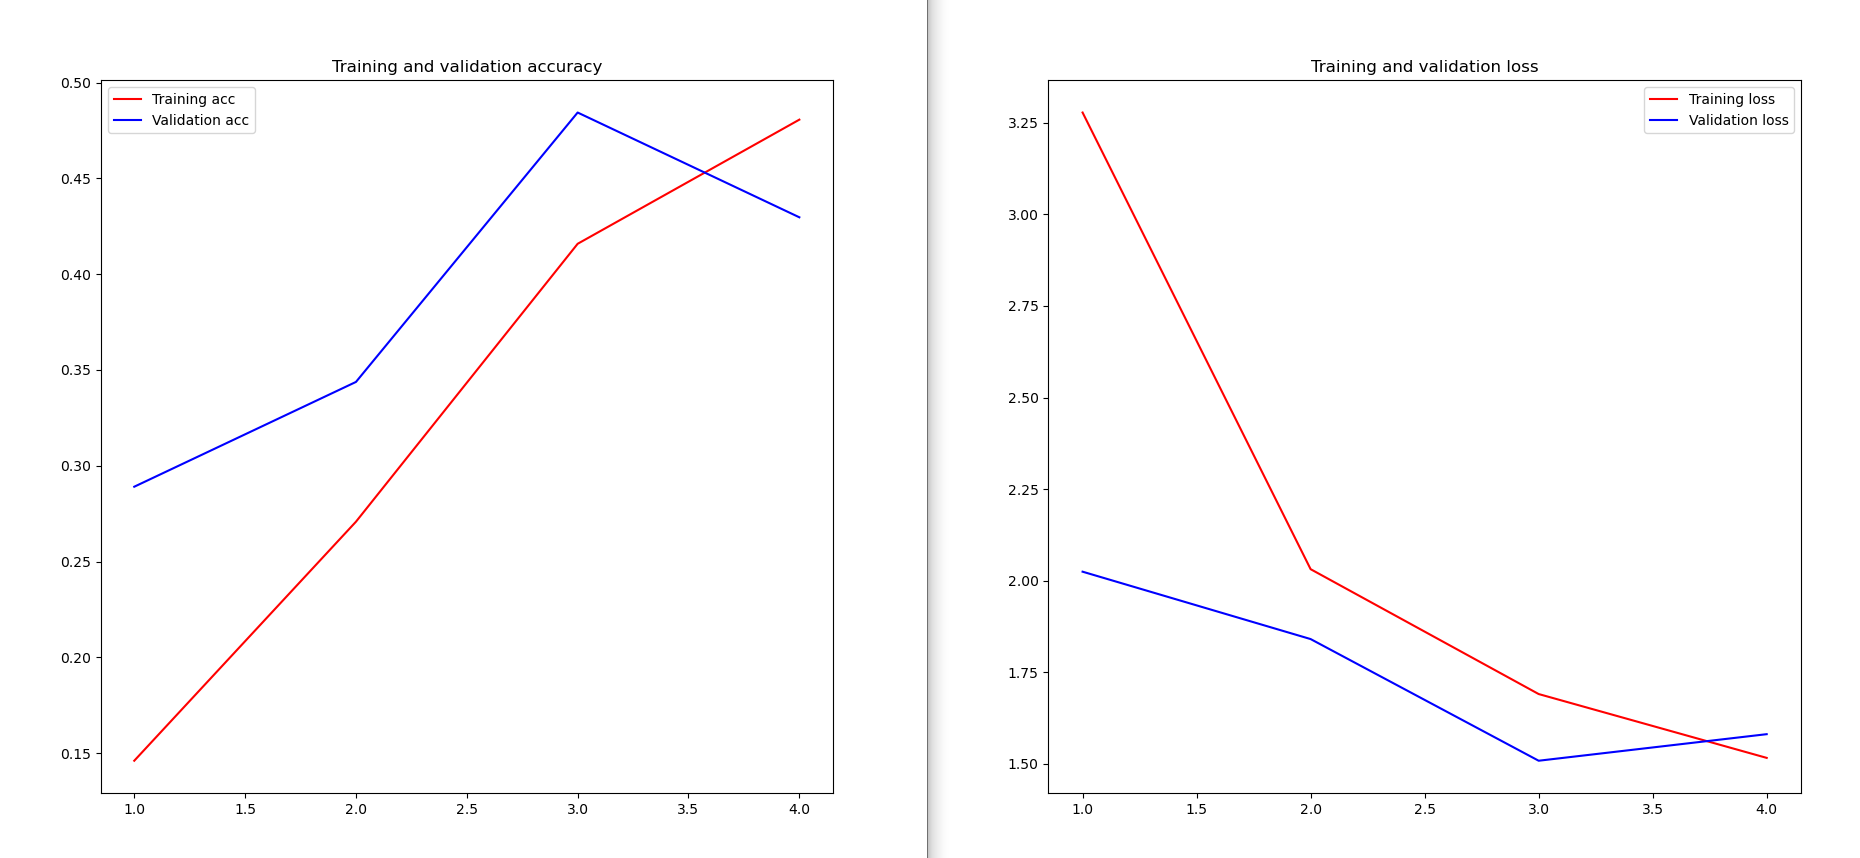 Training and validation accuracy
Training acc
Validation acc
0.50
0.45
0.40
0.35
0.30
0.25
0.20
0.15
1.0 1.5 2.0 2.5 3.0 3.5 4.0
Training and validation loss
Training loss
Validation loss
3.25
3.00
2.75
2.50
2.25
2.00
1.75
1.50
1.0 1.5 2.0 2.5 3.0 3.5 4.0